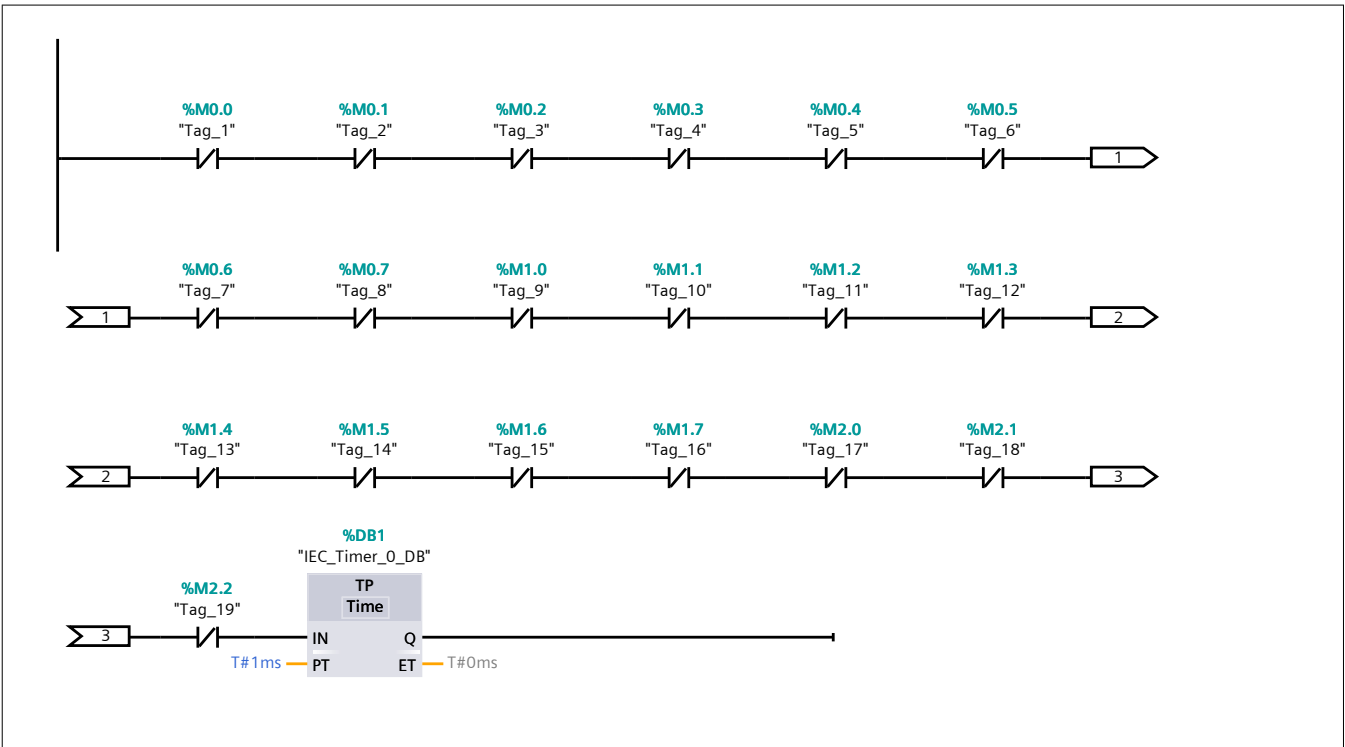 %M0.0 %M0.1 %M0.2 %M0.3 %M0.4 %M0.5
"Tag_1" "Tag_2" "Tag_3" "Tag_4" "Tag_5" "Tag_6"
1
%M0.6 %M0.7 %M1.0 %M1.1 %M1.2 %M1.3
"Tag_7" "Tag_8" "Tag_9" "Tag_10" "Tag_11" "Tag_12"
1 2
%M1.4 %M1.5 %M1.6 %M1.7 %M2.0 %M2.1
"Tag_13" "Tag_14" "Tag_15" "Tag_16" "Tag_17" "Tag_18"
2 3
%DB1
"IEC_Timer_0_DB"
%M2.2 TP
"Tag_19" Time
3 IN Q
T#1ms PT ET T#0ms